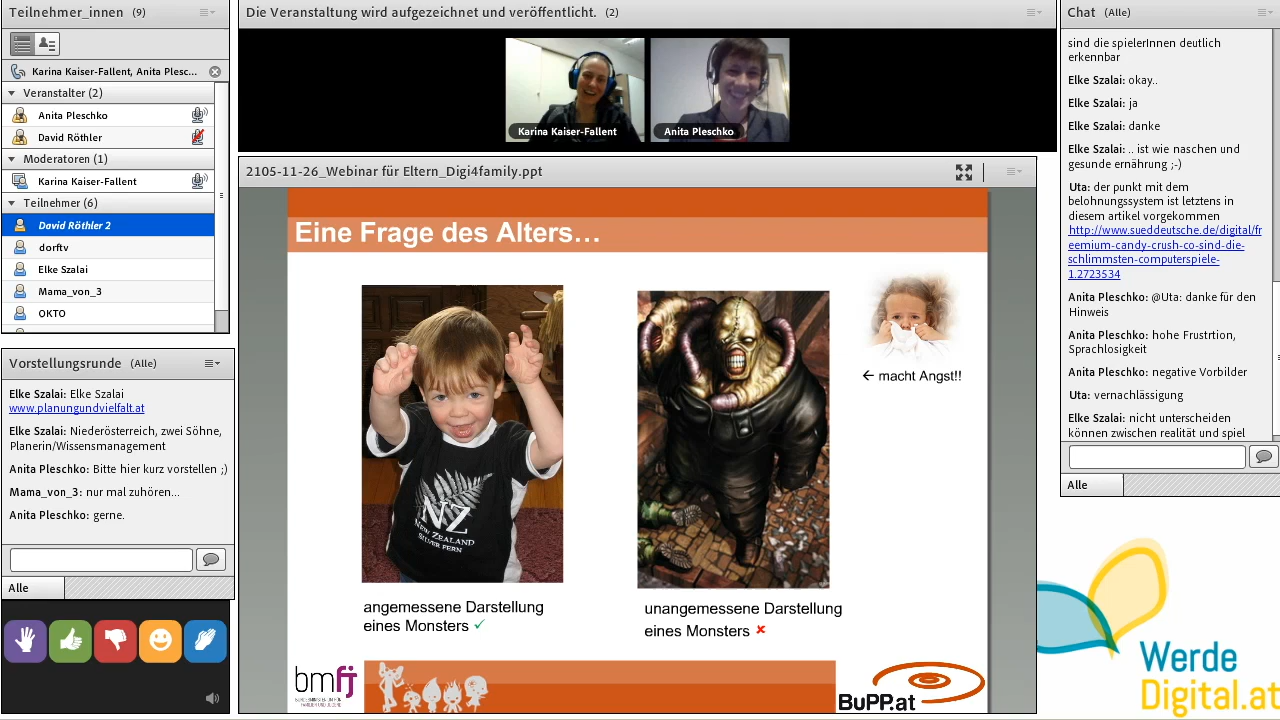 Teilnehmer_innen (9)
Karina Kaiser-Fallent, Anita Plesc...
Veranstalter (2)
Anita Pleschko
David Röthler
Moderatoren (1)
Karina Kaiser-Fallent
Teilnehmer (6)
David Röthler 2
dorftv
Elke Szalai
Mama_von_3
OKTO
Vorstellungsrunde (Alle)
Elke Szalai: Elke Szalai
www.planungundvielfalt.at
Elke Szalai: Niederösterreich, zwei Söhne,
Planerin/Wissensmanagement
Anita Pleschko: Bitte hier kurz vorstellen ;)
Mama_von_3: nur mal zuhören...
Anita Pleschko: gerne.
Alle
Die Veranstaltung wird aufgezeichnet und veröffentlicht. (2)
Karina Kaiser-Fallent
Anita Pleschko
2105-11-26_Webinar für Eltern_Digi4family.ppt
Eine Frage des Alters...
← macht Angst!!
NZ
NEW ZEALAND
SILVER FERN
angemessene Darstellung
eines Monsters ✓
unangemessene Darstellung
eines Monsters ✘
bmfj
BuPP.at
Chat (Alle)
sind die spielerInnen deutlich
erkennbar
Elke Szalai: okay..
Elke Szalai: ja
Elke Szalai: danke
Elke Szalai: .. ist wie naschen und
gesunde ernährung ;-)
Uta: der punkt mit dem
belohnungssystem ist letztens in
diesem artikel vorgekommen
http://www.sueddeutsche.de/digital/fr
eemium-candy-crush-co-sind-die-
schlimmsten-computerspiele-
1.2723534
Anita Pleschko: @Uta: danke für den
Hinweis
Anita Pleschko: hohe Frustrtion,
Sprachlosigkeit
Anita Pleschko: negative Vorbilder
Uta: vernachlässigung
Elke Szalai: nicht unterscheiden
können zwischen realität und spiel
Alle
Werde
Digital.at